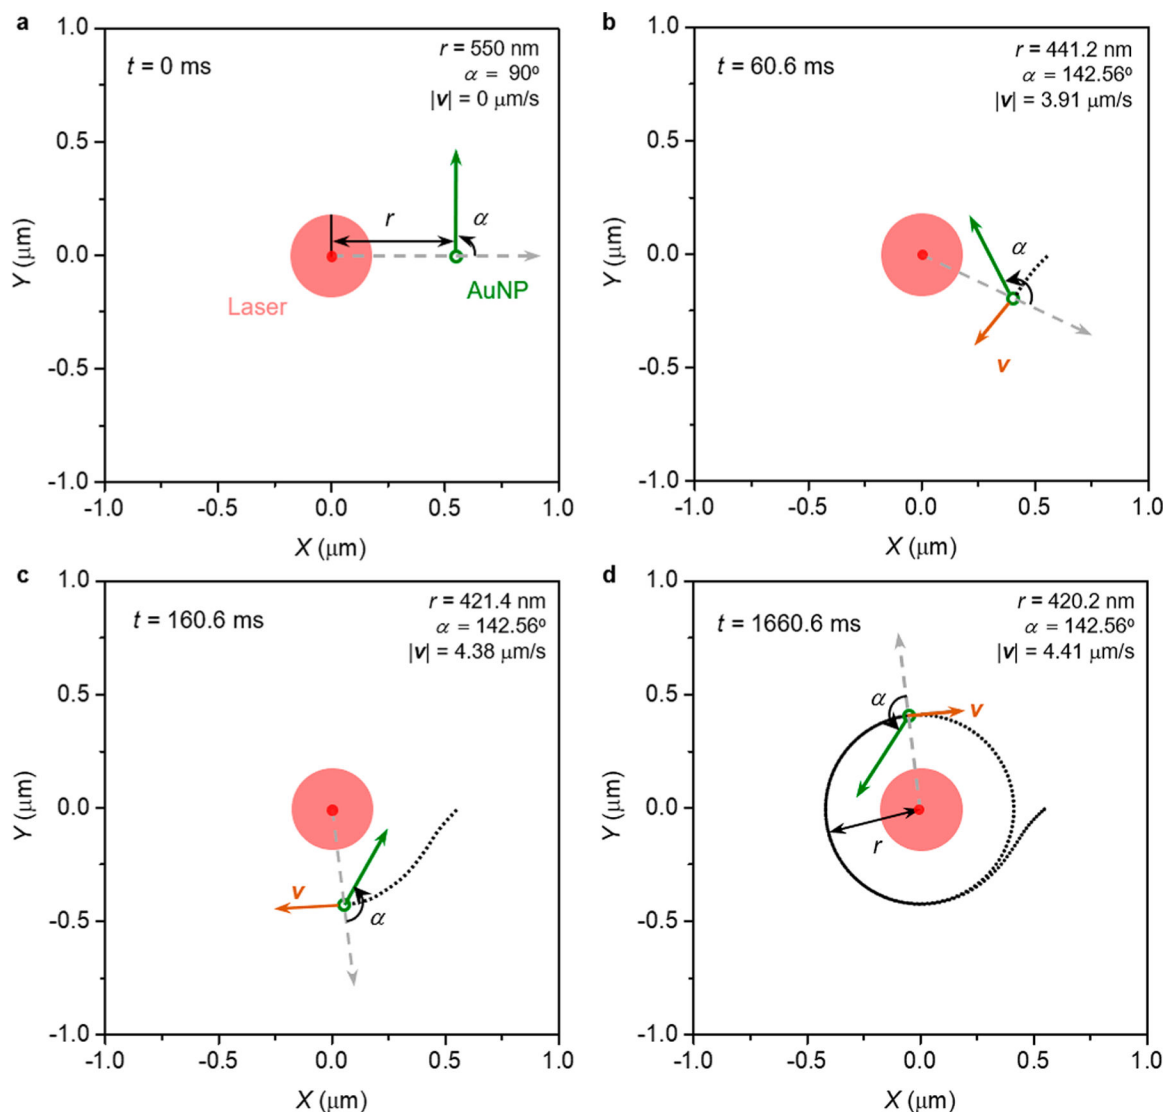 a
t = 0 ms
r = 550 nm
α = 90º
|v| = 0 μm/s
r
α
Laser
AuNP
1.0
0.5
0.0
-0.5
-1.0
Y (μm)
-1.0 -0.5 0.0 0.5 1.0
X (μm)
b
t = 60.6 ms
r = 441.2 nm
α = 142.56º
|v| = 3.91 μm/s
α
v
1.0
0.5
0.0
-0.5
-1.0
Y (μm)
-1.0 -0.5 0.0 0.5 1.0
X (μm)
c
t = 160.6 ms
r = 421.4 nm
α = 142.56º
|v| = 4.38 μm/s
v
α
1.0
0.5
0.0
-0.5
-1.0
Y (μm)
-1.0 -0.5 0.0 0.5 1.0
X (μm)
d
t = 1660.6 ms
r = 420.2 nm
α = 142.56º
|v| = 4.41 μm/s
α
v
r
1.0
0.5
0.0
-0.5
-1.0
Y (μm)
-1.0 -0.5 0.0 0.5 1.0
X (μm)